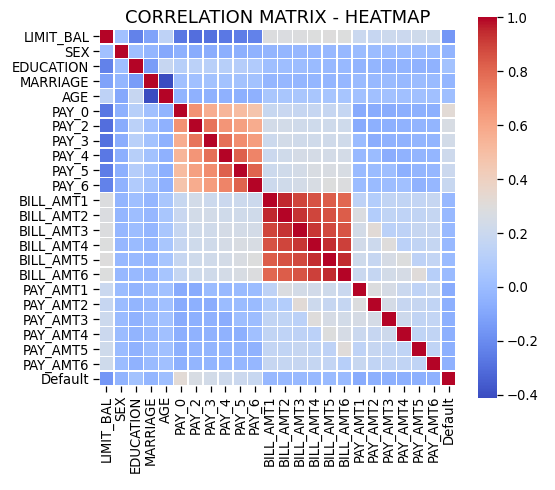 CORRELATION MATRIX - HEATMAP
LIMIT_BAL
SEX
EDUCATION
MARRIAGE
AGE
PAY_0
PAY_2
PAY_3
PAY_4
PAY_5
PAY_6
BILL_AMT1
BILL_AMT2
BILL_AMT3
BILL_AMT4
BILL_AMT5
BILL_AMT6
PAY_AMT1
PAY_AMT2
PAY_AMT3
PAY_AMT4
PAY_AMT5
PAY_AMT6
Default
LIMIT_BAL
SEX
EDUCATION
MARRIAGE
AGE
PAY_0
PAY_2
PAY_3
PAY_4
PAY_5
PAY_6
BILL_AMT1
BILL_AMT2
BILL_AMT3
BILL_AMT4
BILL_AMT5
BILL_AMT6
PAY_AMT1
PAY_AMT2
PAY_AMT3
PAY_AMT4
PAY_AMT5
PAY_AMT6
Default
1.0
0.8
0.6
0.4
0.2
0.0
−0.2
−0.4